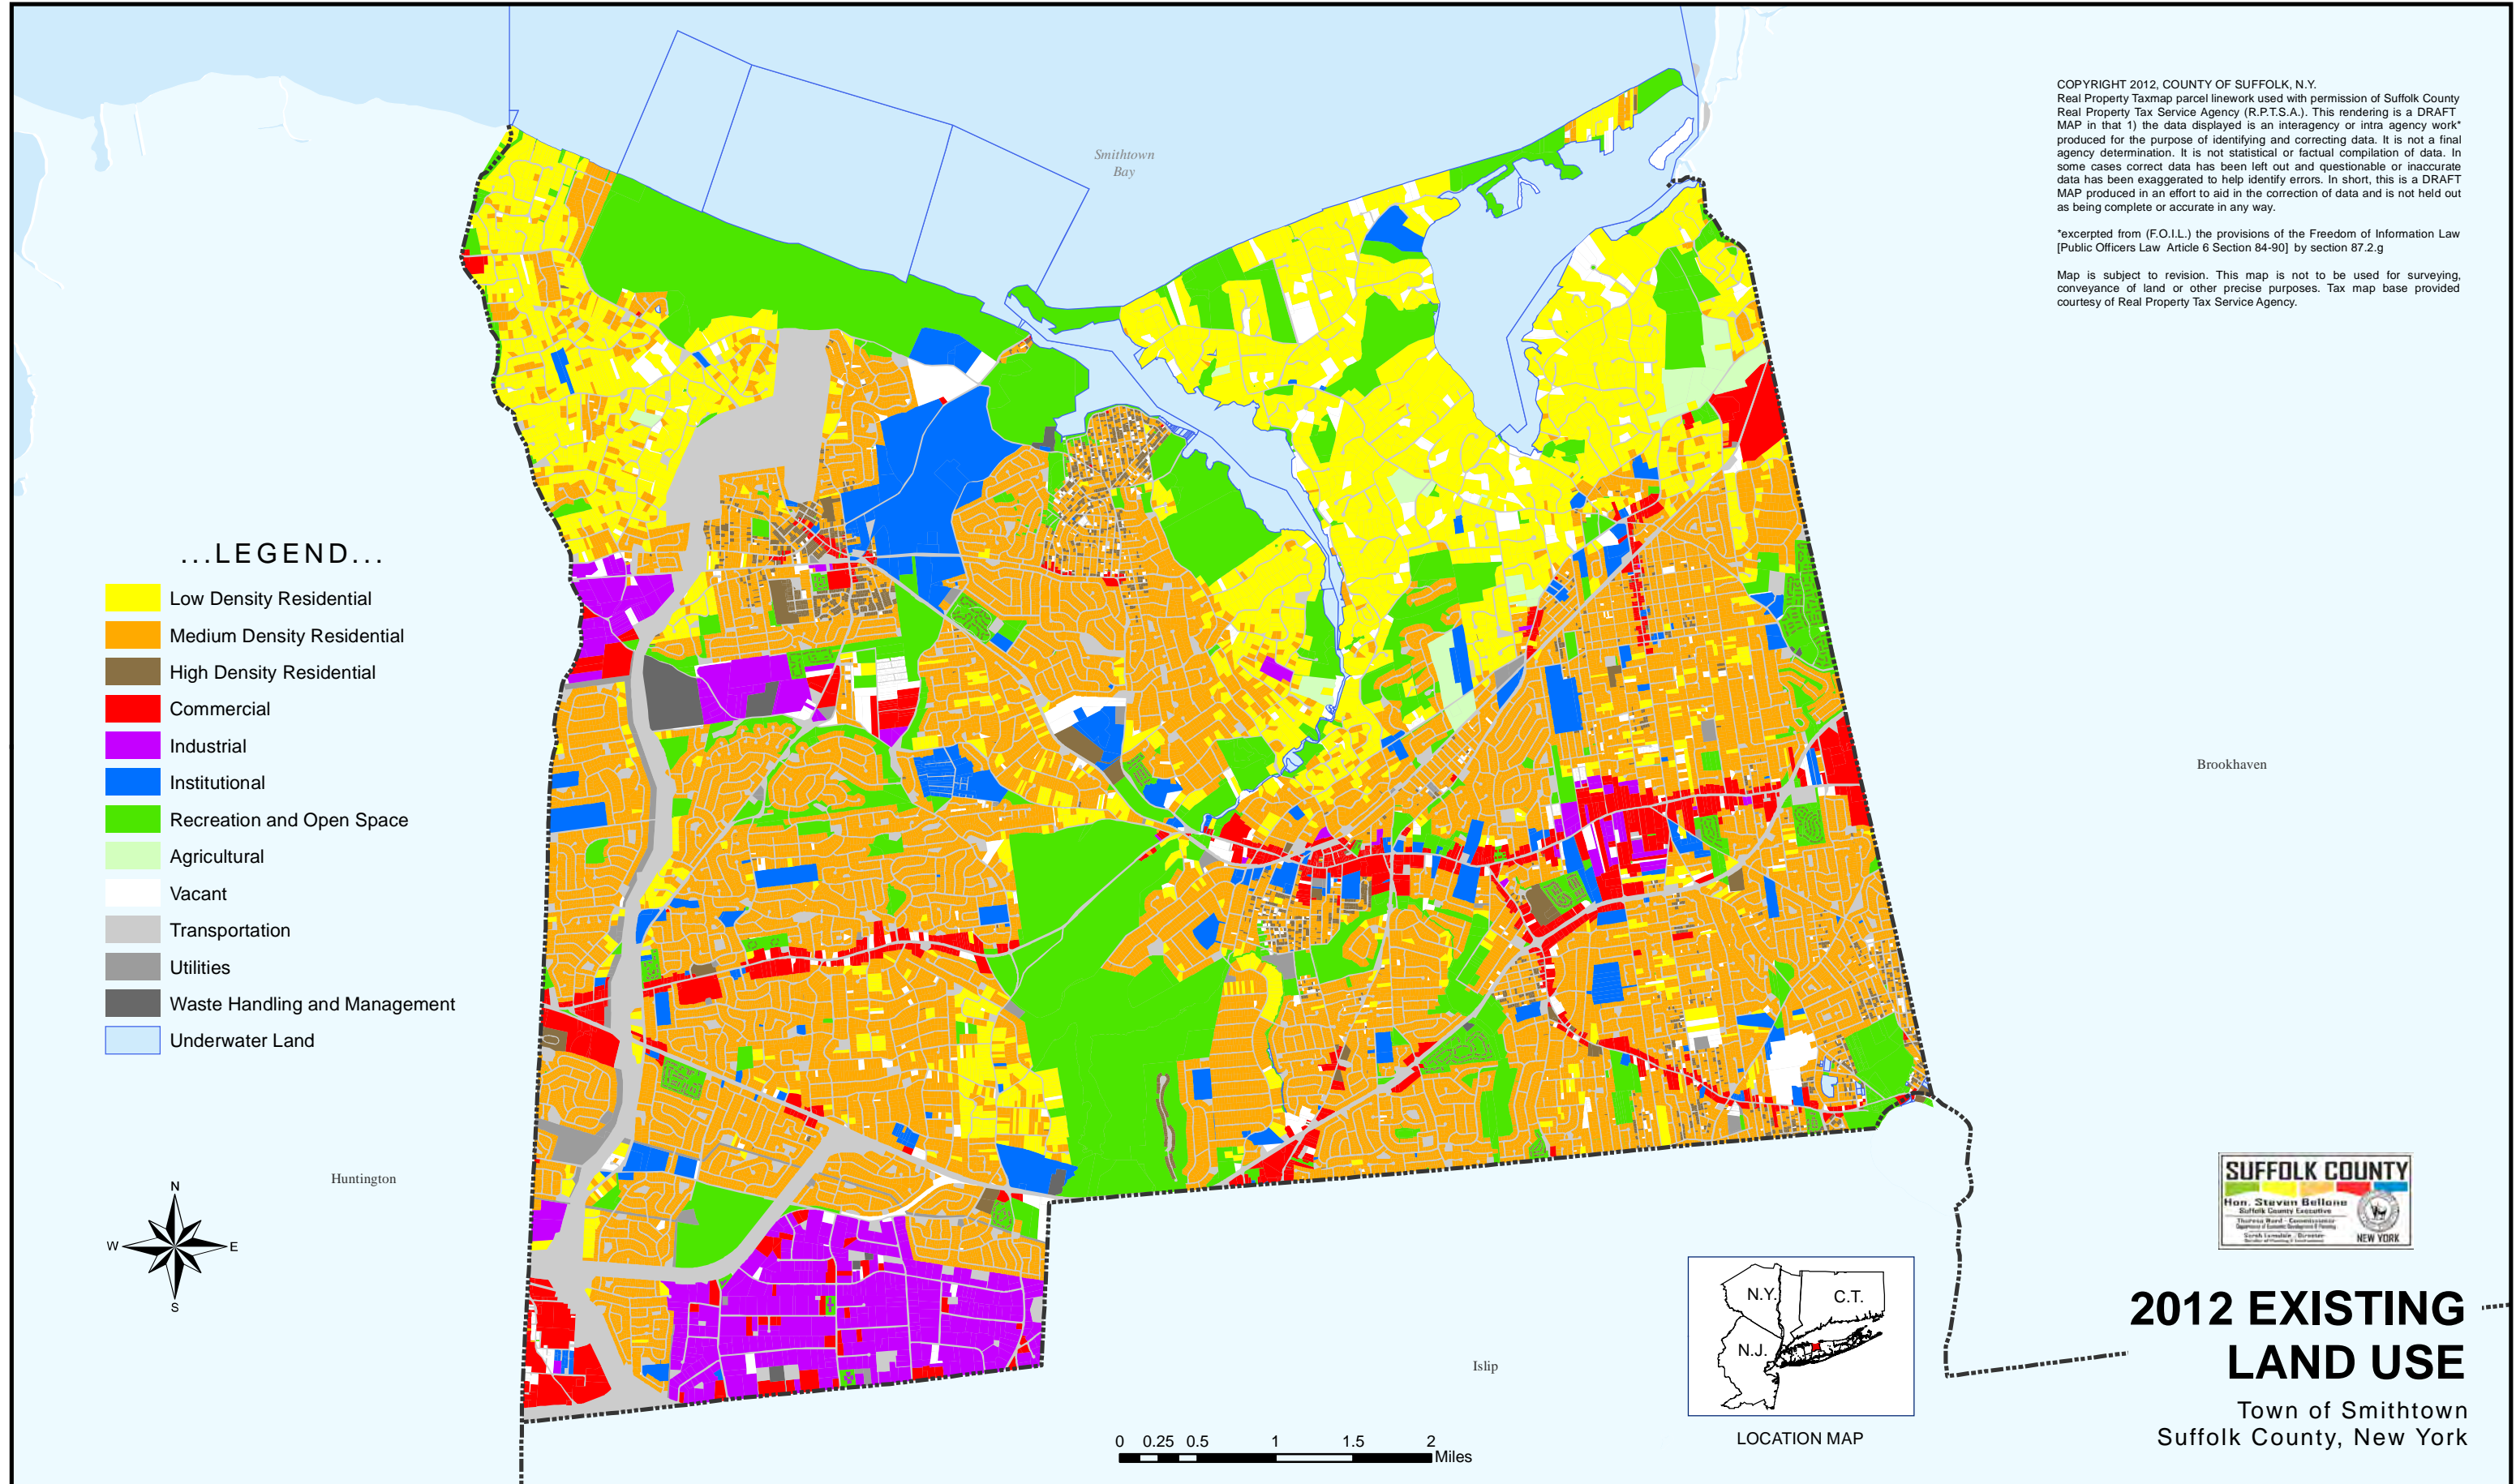 COPYRIGHT 2012, COUNTY OF SUFFOLK, N.Y.
Real Property Taxmap parcel linework used with permission of Suffolk County
Real Property Tax Service Agency (R.P.T.S.A.). This rendering is a DRAFT
MAP in that 1) the data displayed is an interagency or intra agency work*
produced for the purpose of identifying and correcting data. It is not a final
agency determination. It is not statistical or factual compilation of data. In
some cases correct data has been left out and questionable or inaccurate
data has been exaggerated to help identify errors. In short, this is a DRAFT
MAP produced in an effort to aid in the correction of data and is not held out
as being complete or accurate in any way.
*excerpted from (F.O.I.L.) the provisions of the Freedom of Information Law
[Public Officers Law Article 6 Section 84-90] by section 87.2.g
Map is subject to revision. This map is not to be used for surveying,
conveyance of land or other precise purposes. Tax map base provided
courtesy of Real Property Tax Service Agency.
Smithtown
Bay
...LEGEND...
Low Density Residential
Medium Density Residential
High Density Residential
Commercial
Industrial
Institutional
Recreation and Open Space
Agricultural
Vacant
Transportation
Utilities
Waste Handling and Management
Underwater Land
Brookhaven
Huntington
Islip
N
W
E
S
0 0.25 0.5 1 1.5 2
Miles
N.Y.
C.T.
N.J.
LOCATION MAP
SUFFOLK COUNTY
Hon. Steven Bellone
Suffolk County Executive
NEW YORK
2012 EXISTING
LAND USE
Town of Smithtown
Suffolk County, New York